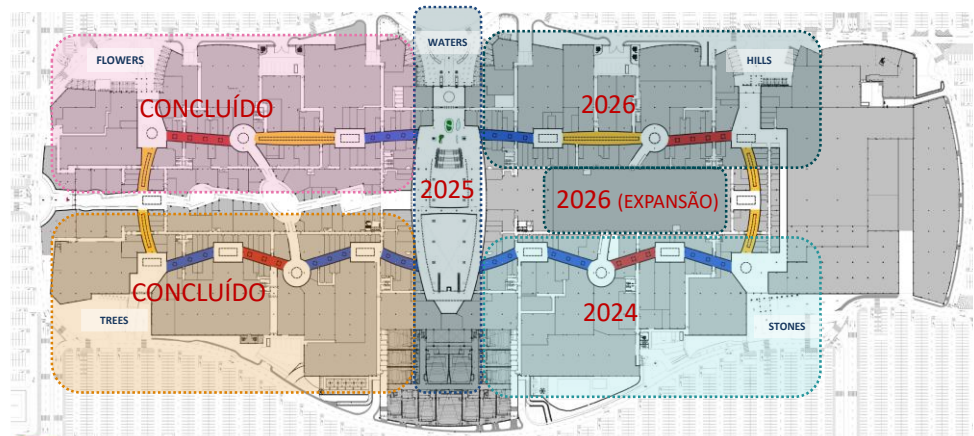 FLOWERS
WATERS
HILLS
CONCLUÍDO
2026
2025
2026 (EXPANSÃO)
CONCLUÍDO
2024
TREES
STONES